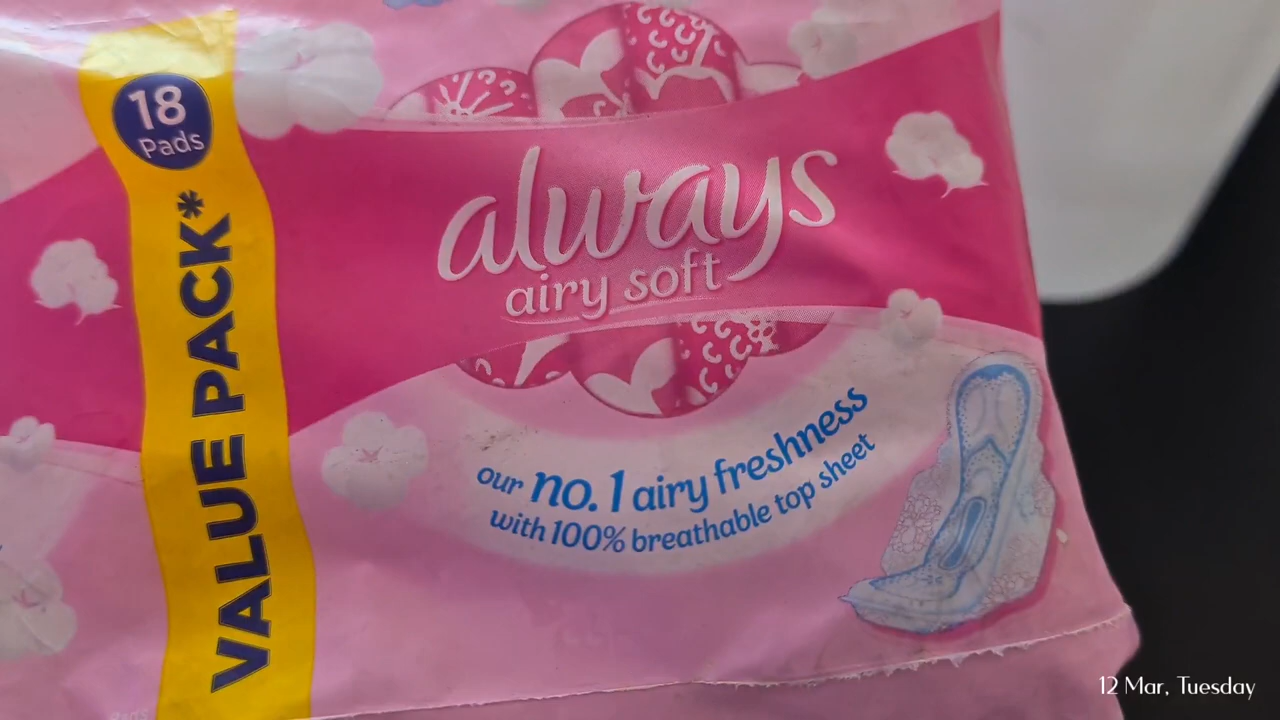 18
Pads
VALUE PACK*
always
airy soft
our no.1 airy freshness
with 100% breathable top sheet
12 Mar, Tuesday